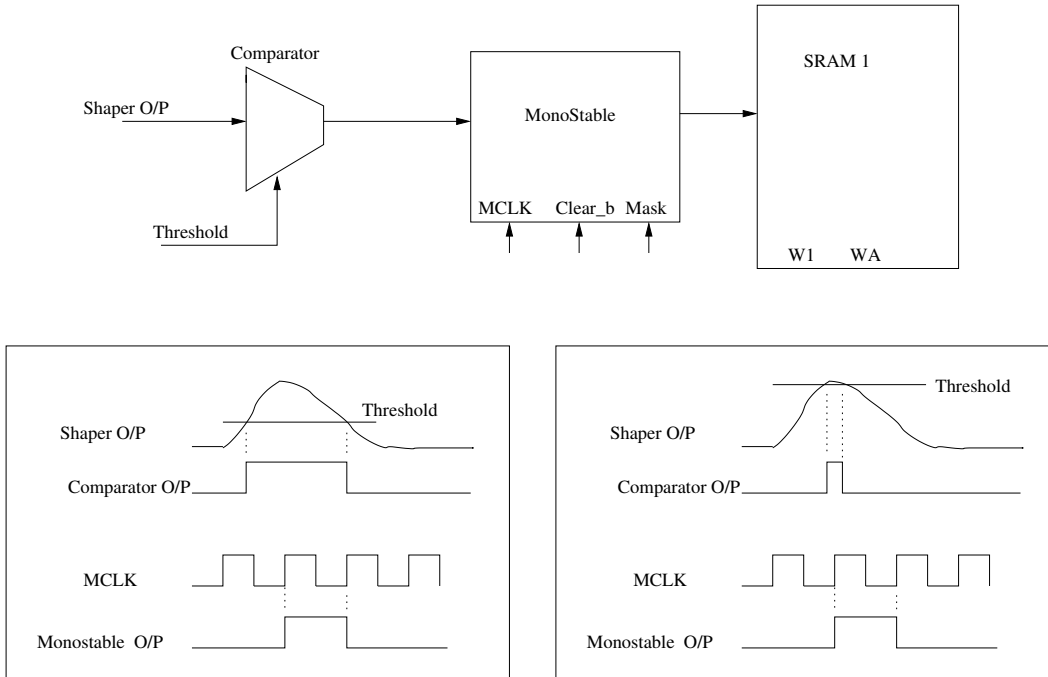 Comparator
Shaper O/P
Threshold
MonoStable
MCLK Clear_b Mask
SRAM 1
W1 WA
Threshold
Shaper O/P
Comparator O/P
MCLK
Monostable O/P
Threshold
Shaper O/P
Comparator O/P
MCLK
Monostable O/P